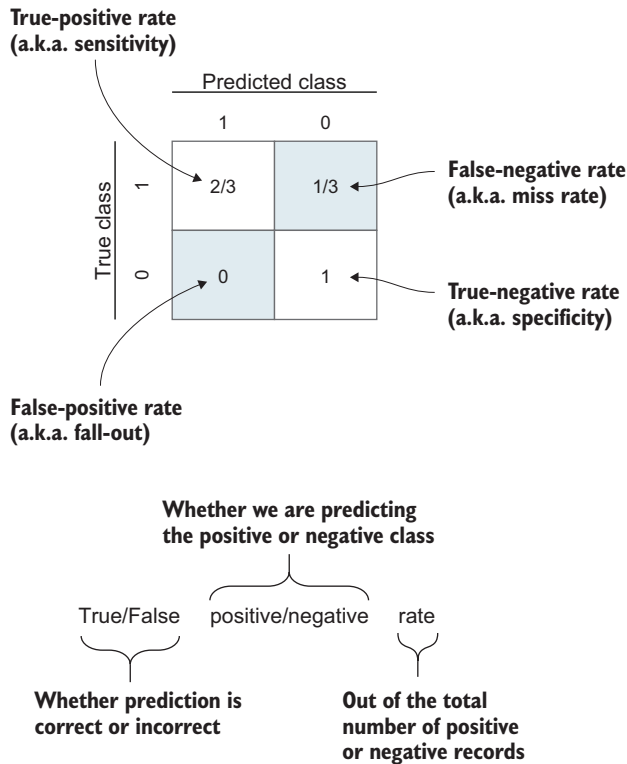 True-positive rate
(a.k.a. sensitivity)
Predicted class
1 0
True class
1
2/3 1/3
False-negative rate
(a.k.a. miss rate)
0
0 1
True-negative rate
(a.k.a. specificity)
False-positive rate
(a.k.a. fall-out)
Whether we are predicting
the positive or negative class
True/False positive/negative rate
Whether prediction is
correct or incorrect
Out of the total
number of positive
or negative records